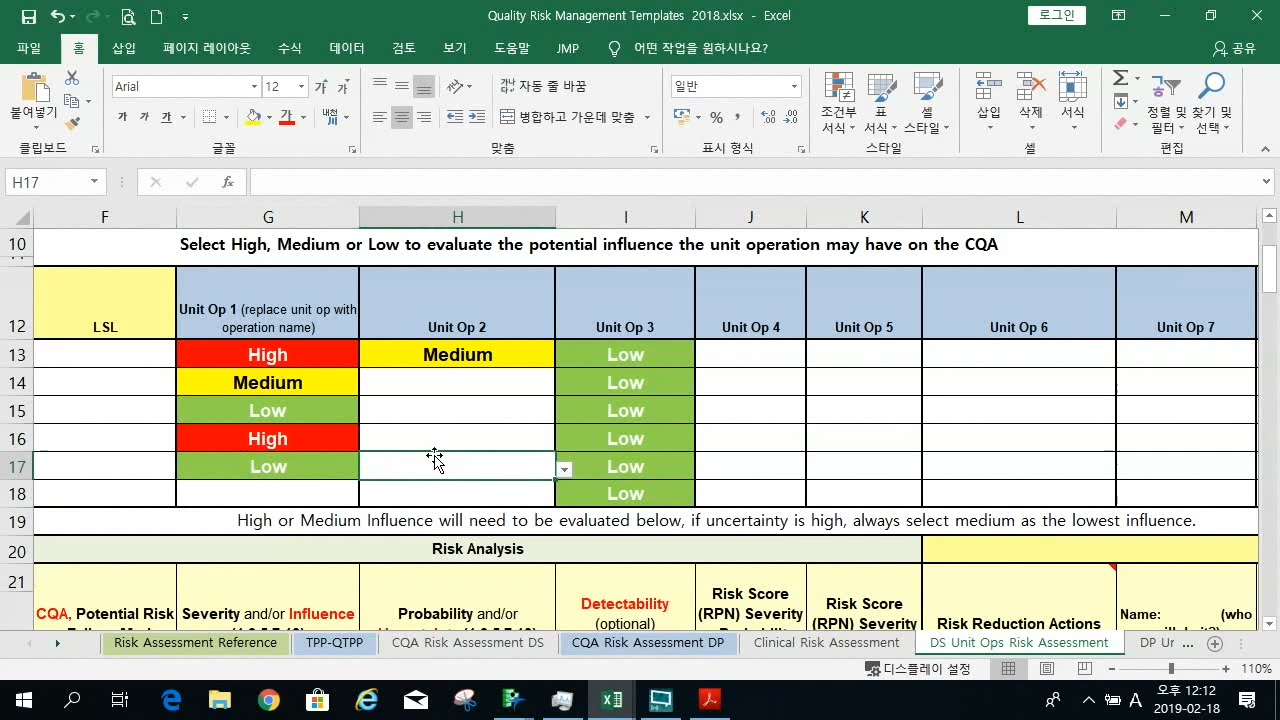 Quality Risk Management Templates 2018.xlsx - Excel
로그인
파일 홈 삽입 페이지 레이아웃 수식 데이터 검토 보기 도움말 JMP 어떤 작업을 원하시나요? 공유
Arial 12 가 가 자동 줄 바꿈 일반
붙여넣기 가 가 가 내천 병합하고 가운데 맞춤 % 조건부 서식 표 서식 셀 스타일 삽입 삭제 서식 정렬 및 필터 찾기 및 선택
클립보드 글꼴 맞춤 표시 형식 스타일 셀 편집
H17 fx
F G H I J K L M
10 Select High, Medium or Low to evaluate the potential influence the unit operation may have on the CQA
12 LSL Unit Op 1 (replace unit op with operation name) Unit Op 2 Unit Op 3 Unit Op 4 Unit Op 5 Unit Op 6 Unit Op 7
13 High Medium Low
14 Medium Low
15 Low Low
16 High Low
17 Low Low
18 Low
19 High or Medium Influence will need to be evaluated below, if uncertainty is high, always select medium as the lowest influence.
20 Risk Analysis
21 CQA, Potential Risk Severity and/or Influence Probability and/or Detectability (optional) Risk Score (RPN) Severity Risk Score (RPN) Severity Risk Reduction Actions Name: (who
Risk Assessment Reference TPP-QTPP CQA Risk Assessment DS CQA Risk Assessment DP Clinical Risk Assessment DS Unit Ops Risk Assessment DP Ur ...
디스플레이 설정 110%
A 오후 12:12
2019-02-18